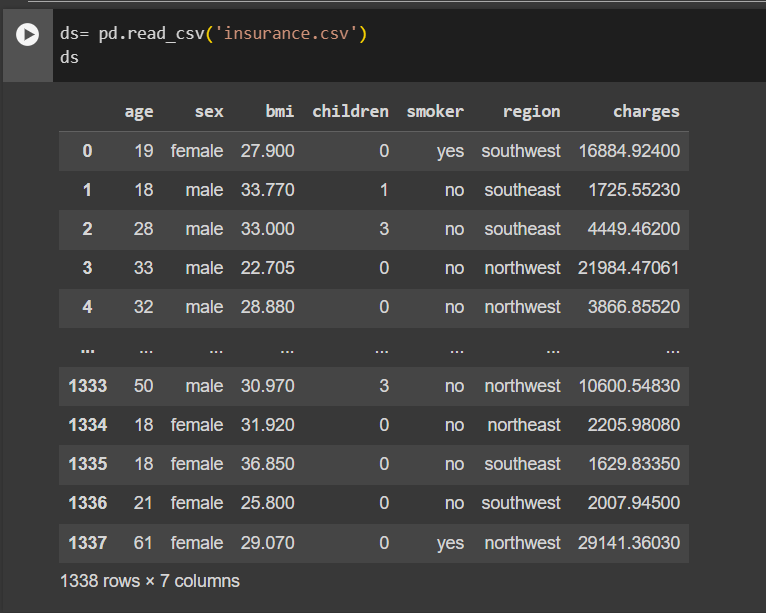 ds= pd.read_csv('insurance.csv')
ds
age sex bmi children smoker region charges
0 19 female 27.900 0 yes southwest 16884.92400
1 18 male 33.770 1 no southeast 1725.55230
2 28 male 33.000 3 no southeast 4449.46200
3 33 male 22.705 0 no northwest 21984.47061
4 32 male 28.880 0 no northwest 3866.85520
... ... ... ... ... ... ... ...
1333 50 male 30.970 3 no northwest 10600.54830
1334 18 female 31.920 0 no northeast 2205.98080
1335 18 female 36.850 0 no southeast 1629.83350
1336 21 female 25.800 0 no southwest 2007.94500
1337 61 female 29.070 0 yes northwest 29141.36030
1338 rows × 7 columns